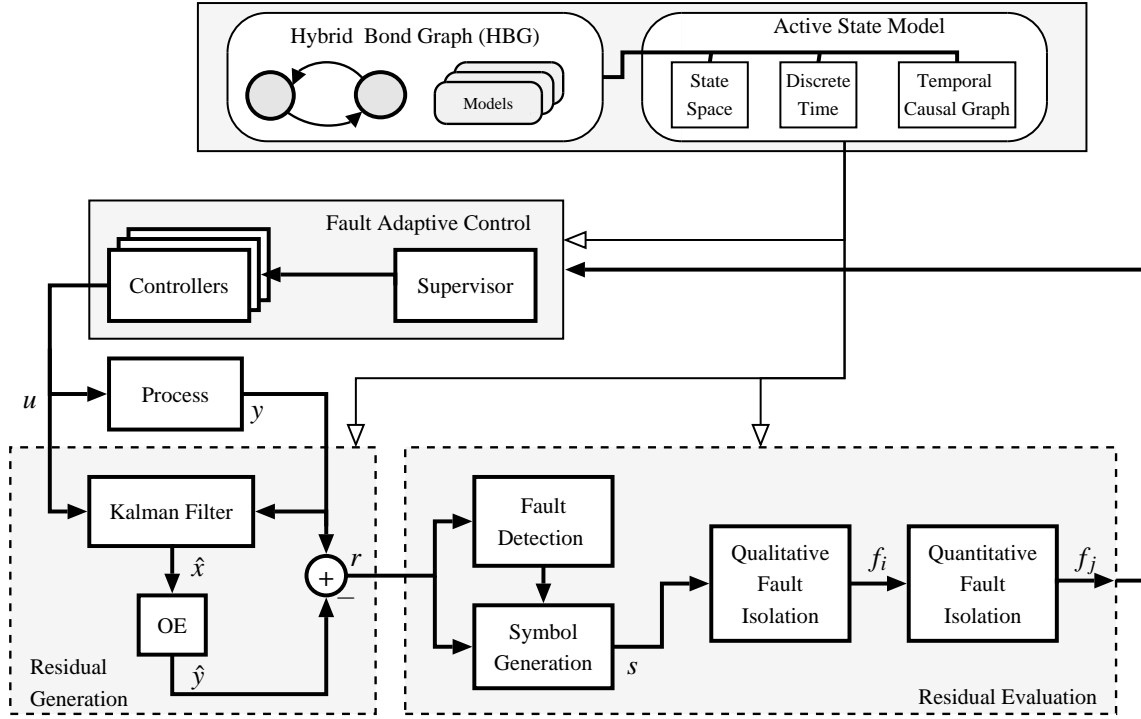 Hybrid Bond Graph (HBG)
Models
Active State Model
State
Space
Discrete
Time
Temporal
Causal Graph
Fault Adaptive Control
Controllers
Supervisor
Process
u
y
Kalman Filter
x̂
OE
ŷ
+
−
r
Residual
Generation
Fault
Detection
Symbol
Generation
s
Qualitative
Fault
Isolation
f_i
Quantitative
Fault
Isolation
f_j
Residual Evaluation